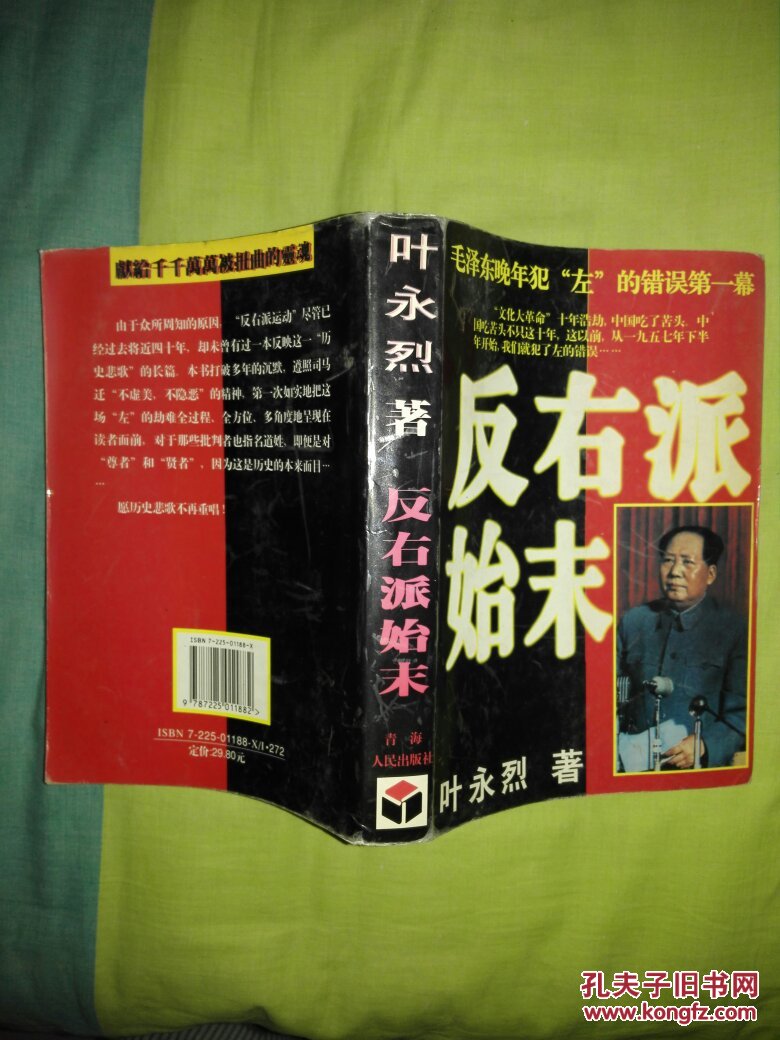 獻給千千萬萬被扭曲的靈魂
由于众所周知的原因,“反右派运动”尽管已
经过去将近四十年,却未曾有过一本反映这一“历
史悲歌”的长篇。本书打破多年的沉默,遵照司马
迁“不虚美,不隐恶”的精神,第一次如实地把这
场“左”的劫难全过程、全方位、多角度地呈现在
读者面前,对于那些批判者也指名道姓,即便是对
“尊者”和“贤者”,因为这是历史的本来面目…
…
愿历史悲歌不再重唱!
ISBN 7-225-01188-X
9 787225 011882 >
ISBN 7-225-01188-X/I·272
定价:29.80元
叶永烈 著 反右派始末
青海
人民出版社
毛泽东晚年犯“左”的错误第一幕
“文化大革命”十年浩劫,中国吃了苦头。中
国吃苦头不只这十年,这以前,从一九五七年下半
年开始,我们就犯了左的错误……
反右派
始末
叶永烈 著
孔夫子旧书网
www.kongfz.com